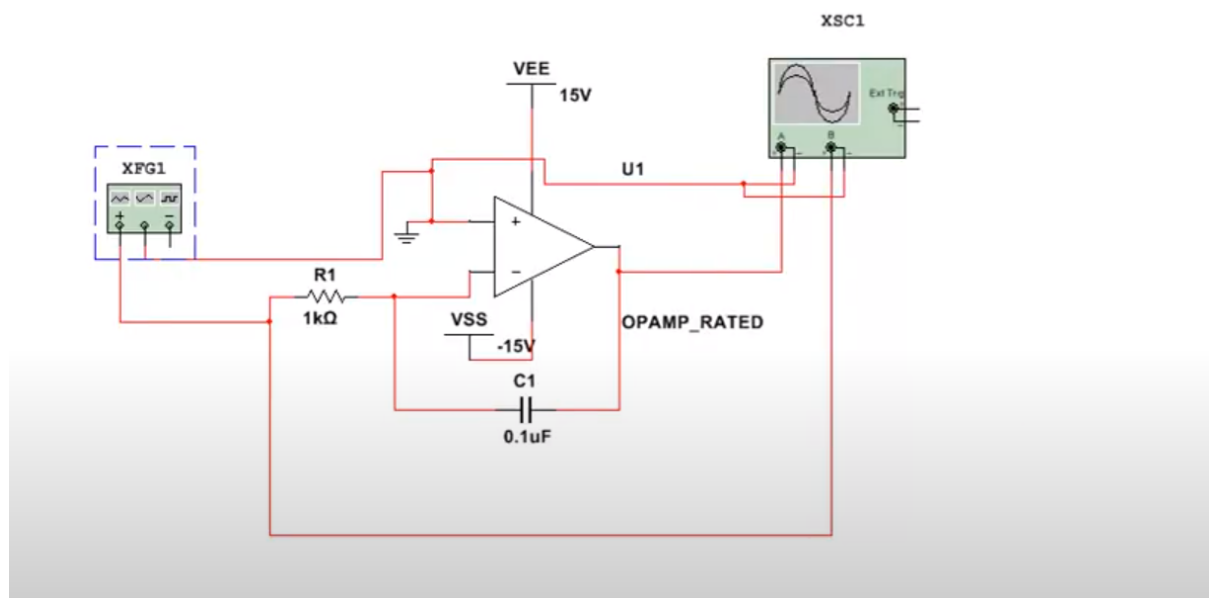 XSC1
VEE
15V
Ext Trig
A
B
XFG1
U1
+
−
+
−
R1
1kΩ
VSS
-15V
OPAMP_RATED
C1
0.1uF